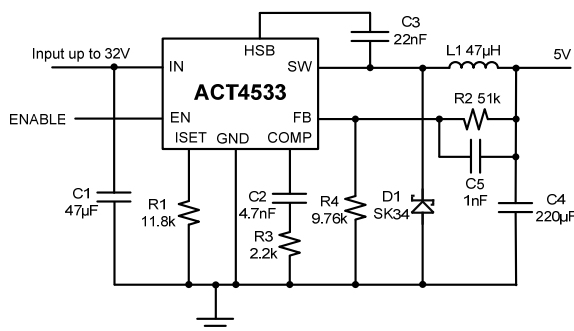 C3
22nF
HSB
Input up to 32V
IN
SW
L1 47μH
5V
ACT4533
R2 51k
ENABLE
EN
FB
ISET
GND
COMP
C5
1nF
C1
47μF
R1
11.8k
C2
4.7nF
R3
2.2k
R4
9.76k
D1
SK34
C4
220μF